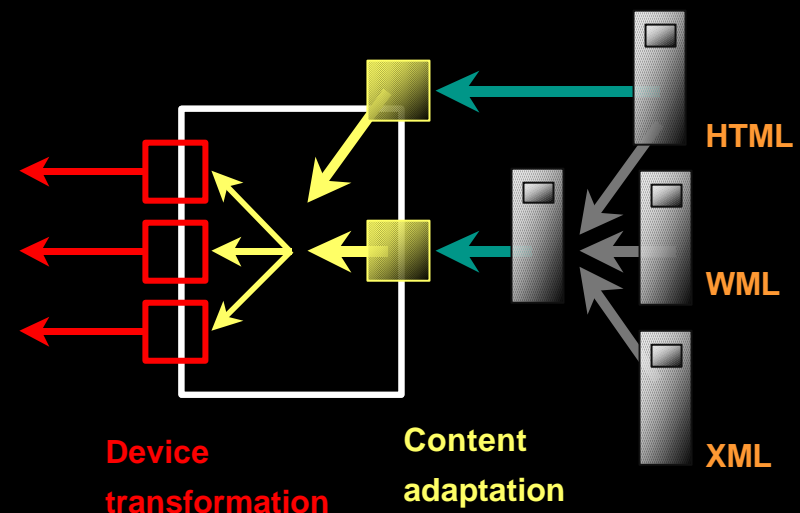 HTML
WML
XML
Device
transformation
Content
adaptation